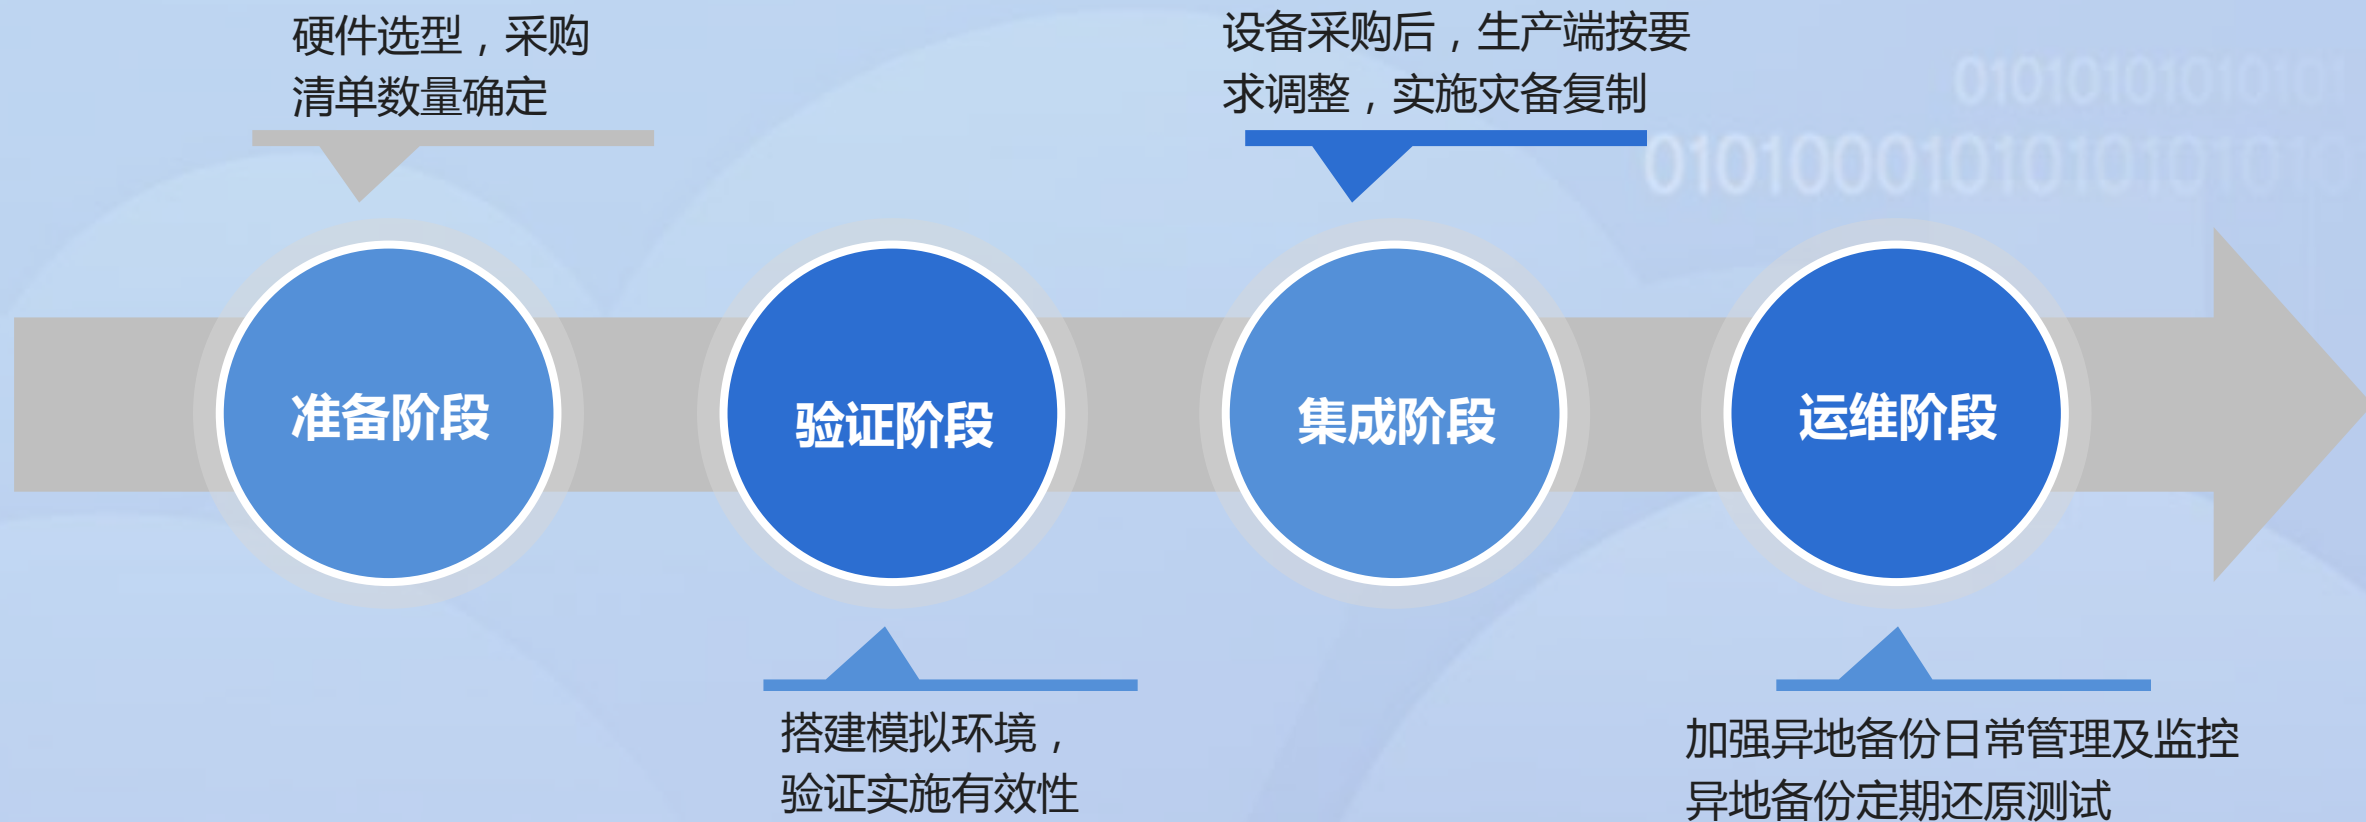 硬件选型，采购
清单数量确定
设备采购后，生产端按要
求调整，实施灾备复制
准备阶段
验证阶段
集成阶段
运维阶段
搭建模拟环境，
验证实施有效性
加强异地备份日常管理及监控
异地备份定期还原测试